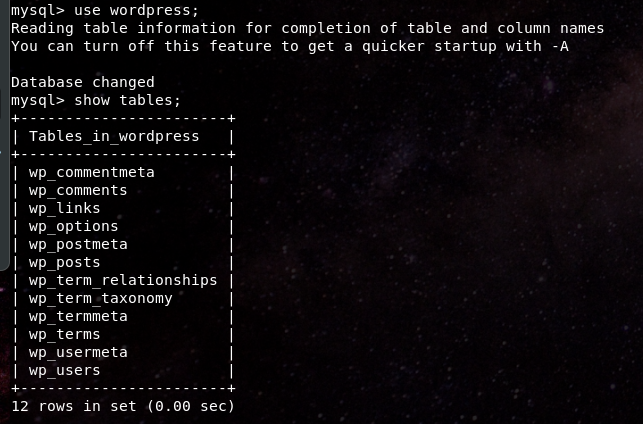 mysql> use wordpress;
Reading table information for completion of table and column names
You can turn off this feature to get a quicker startup with -A
Database changed
mysql> show tables;
+-----------------------+
| Tables_in_wordpress   |
+-----------------------+
| wp_commentmeta        |
| wp_comments           |
| wp_links              |
| wp_options            |
| wp_postmeta           |
| wp_posts              |
| wp_term_relationships |
| wp_term_taxonomy      |
| wp_termmeta           |
| wp_terms              |
| wp_usermeta           |
| wp_users              |
+-----------------------+
12 rows in set (0.00 sec)